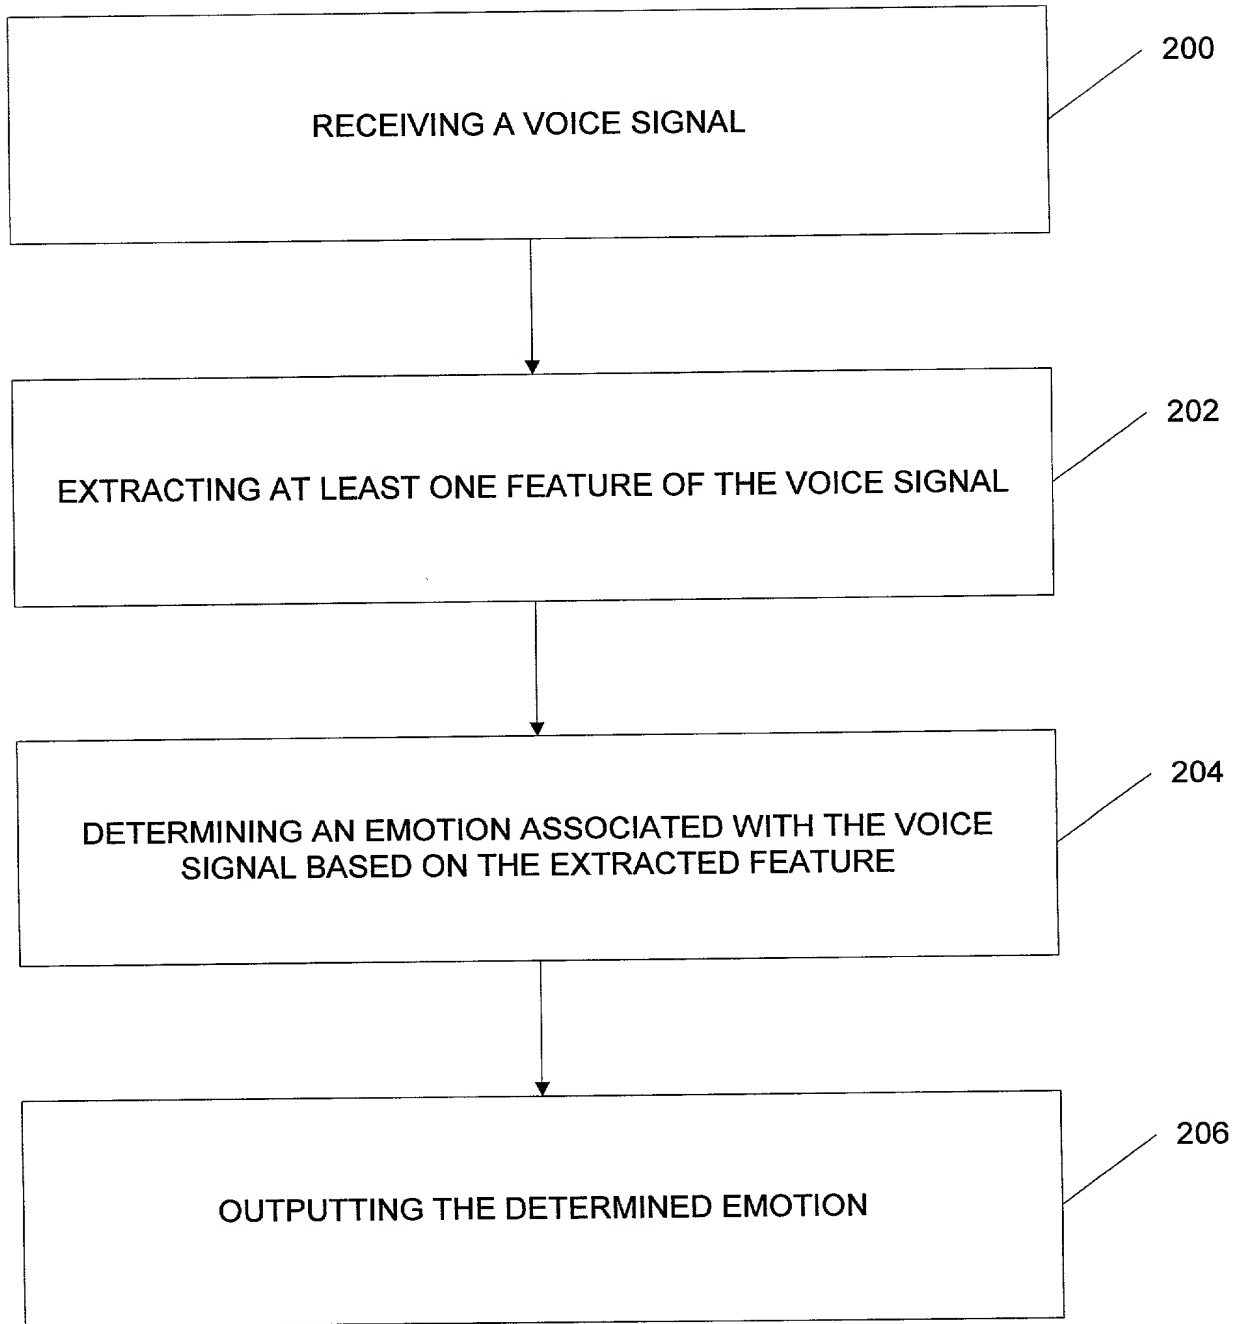 200
RECEIVING A VOICE SIGNAL
202
EXTRACTING AT LEAST ONE FEATURE OF THE VOICE SIGNAL
204
DETERMINING AN EMOTION ASSOCIATED WITH THE VOICE
SIGNAL BASED ON THE EXTRACTED FEATURE
206
OUTPUTTING THE DETERMINED EMOTION